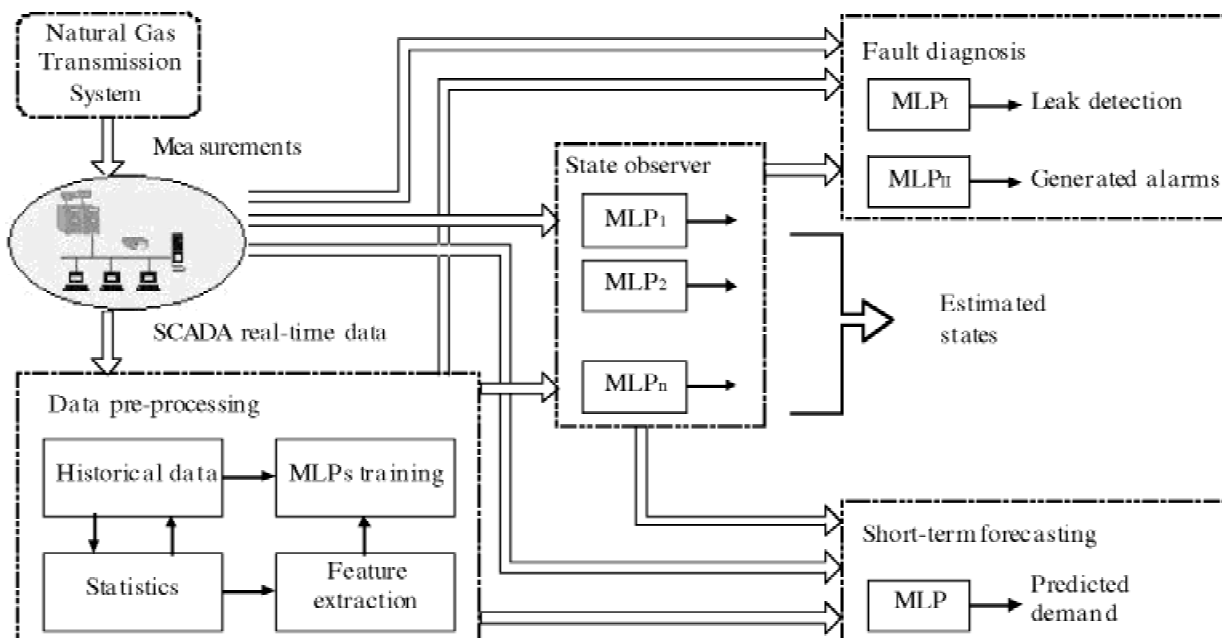 Natural Gas
Transmission
System
Measurements
SCADA real-time data
Data pre-processing
Historical data
MLPs training
Statistics
Feature
extraction
State observer
MLP1
MLP2
MLPn
Fault diagnosis
MLPI
Leak detection
MLPII
Generated alarms
Estimated
states
Short-term forecasting
MLP
Predicted
demand